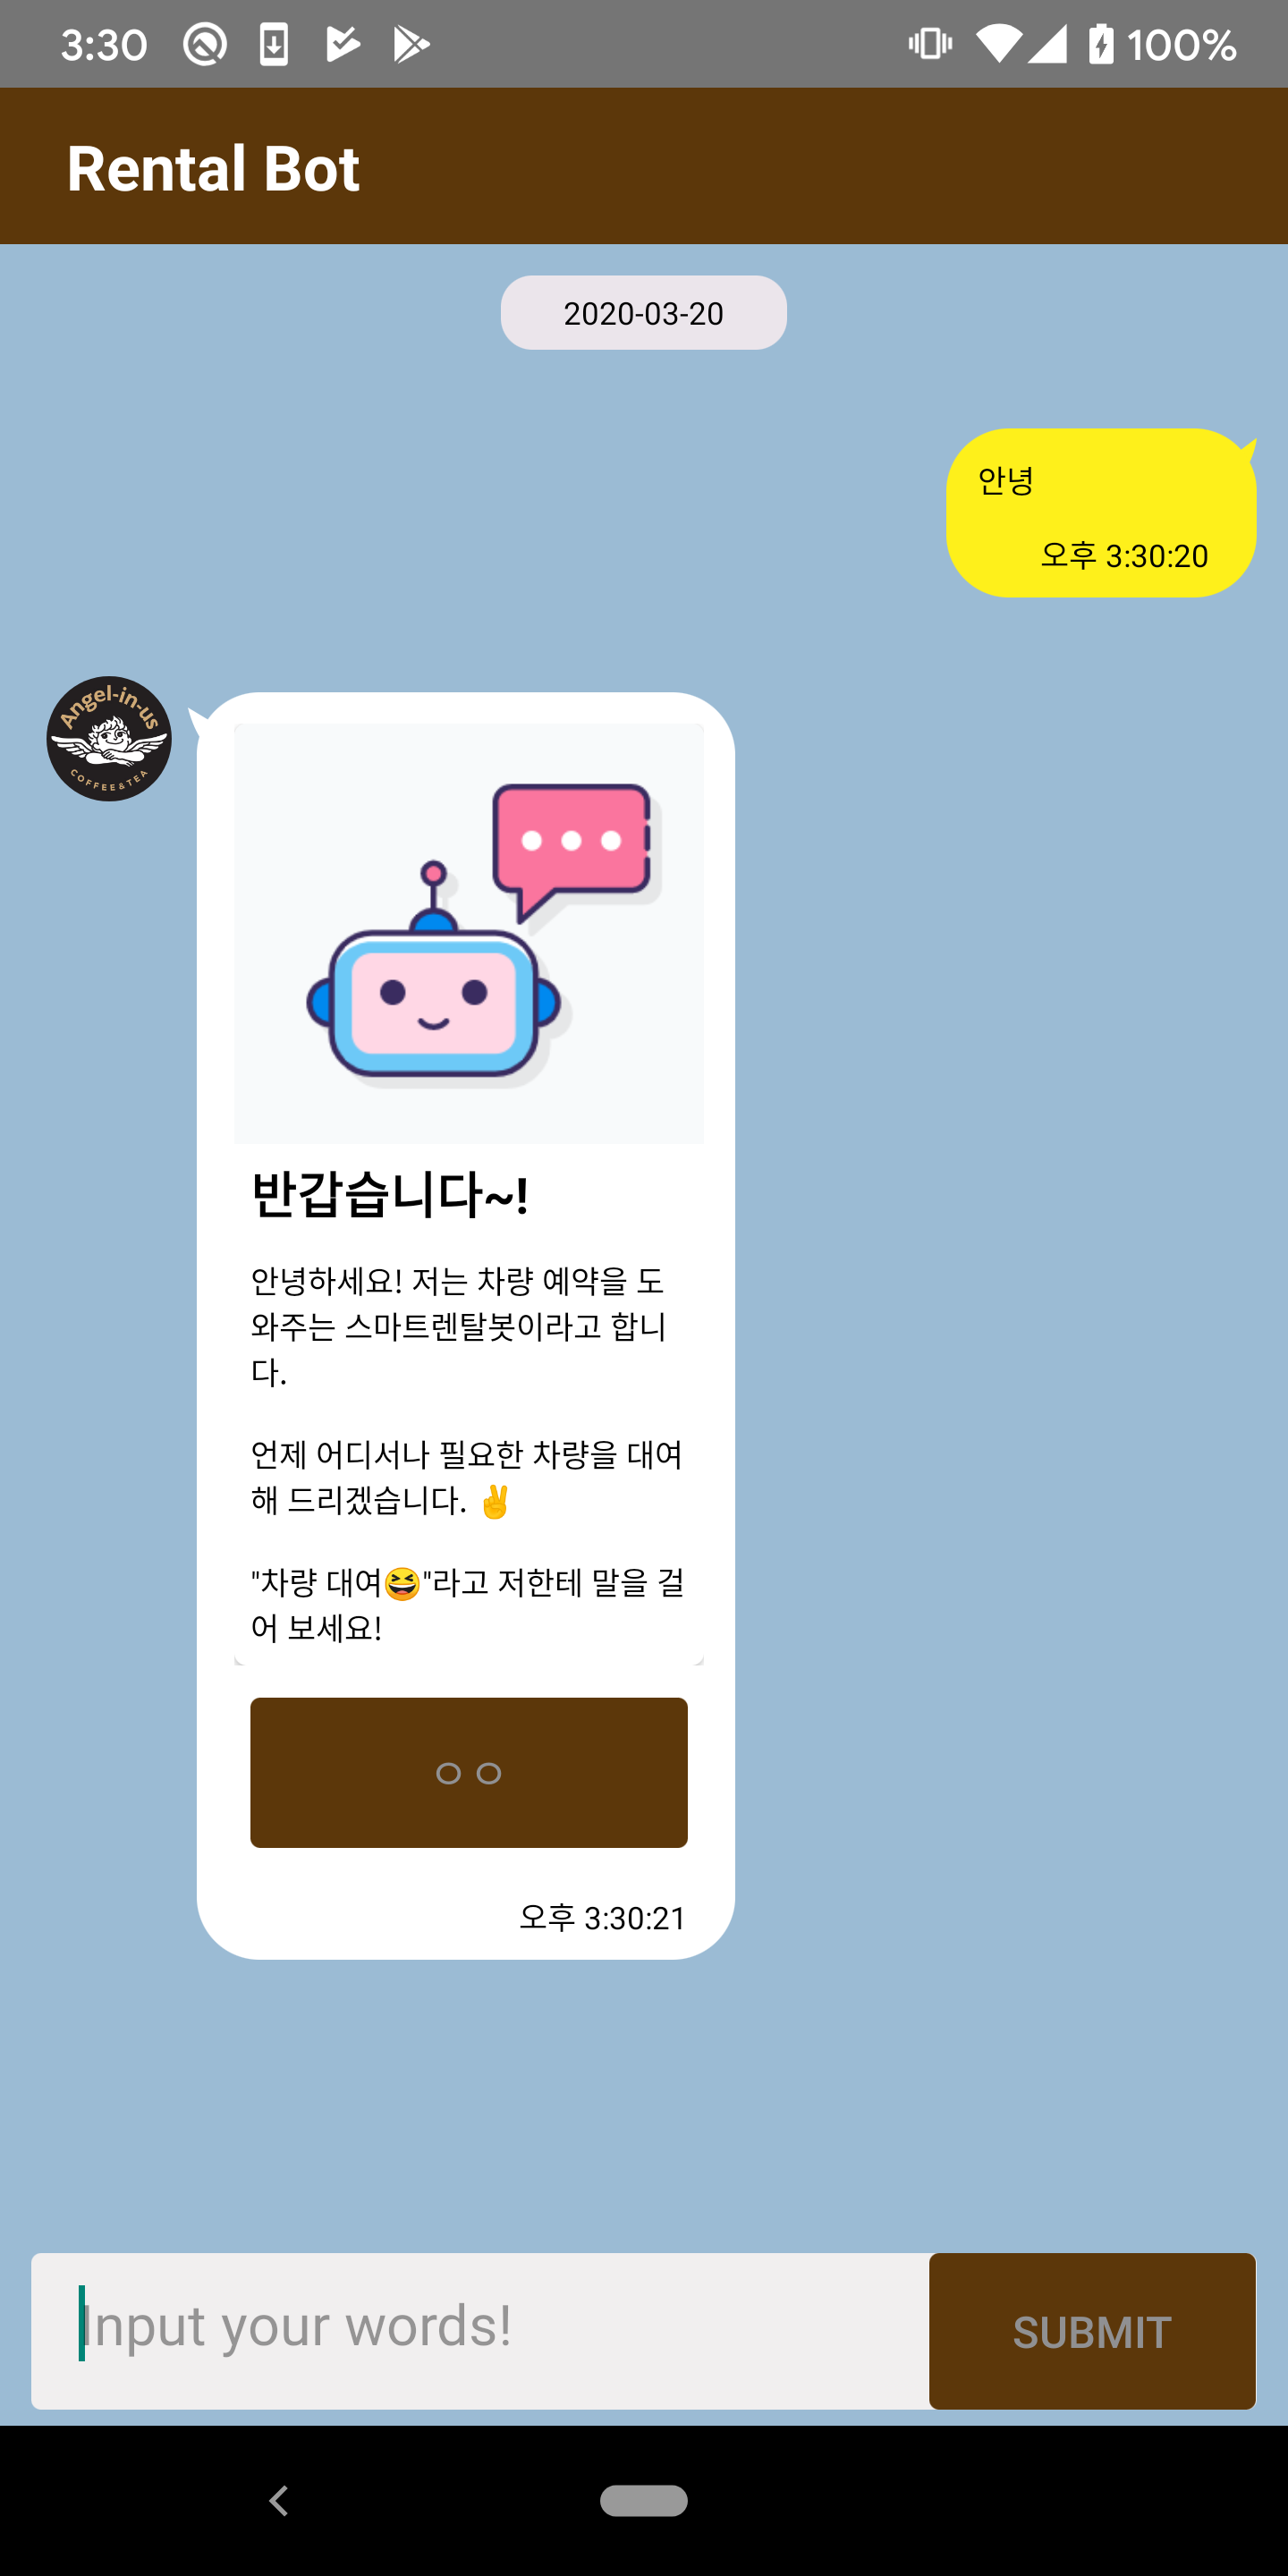 3:30
100%
Rental Bot
2020-03-20
안녕
오후 3:30:20
Angel-in-us
COFFEE&TEA
반갑습니다~!
안녕하세요! 저는 차량 예약을 도
와주는 스마트렌탈봇이라고 합니
다.
언제 어디서나 필요한 차량을 대여
해 드리겠습니다. ✌
"차량 대여😆"라고 저한테 말을 걸
어 보세요!
ㅇㅇ
오후 3:30:21
Input your words!
SUBMIT